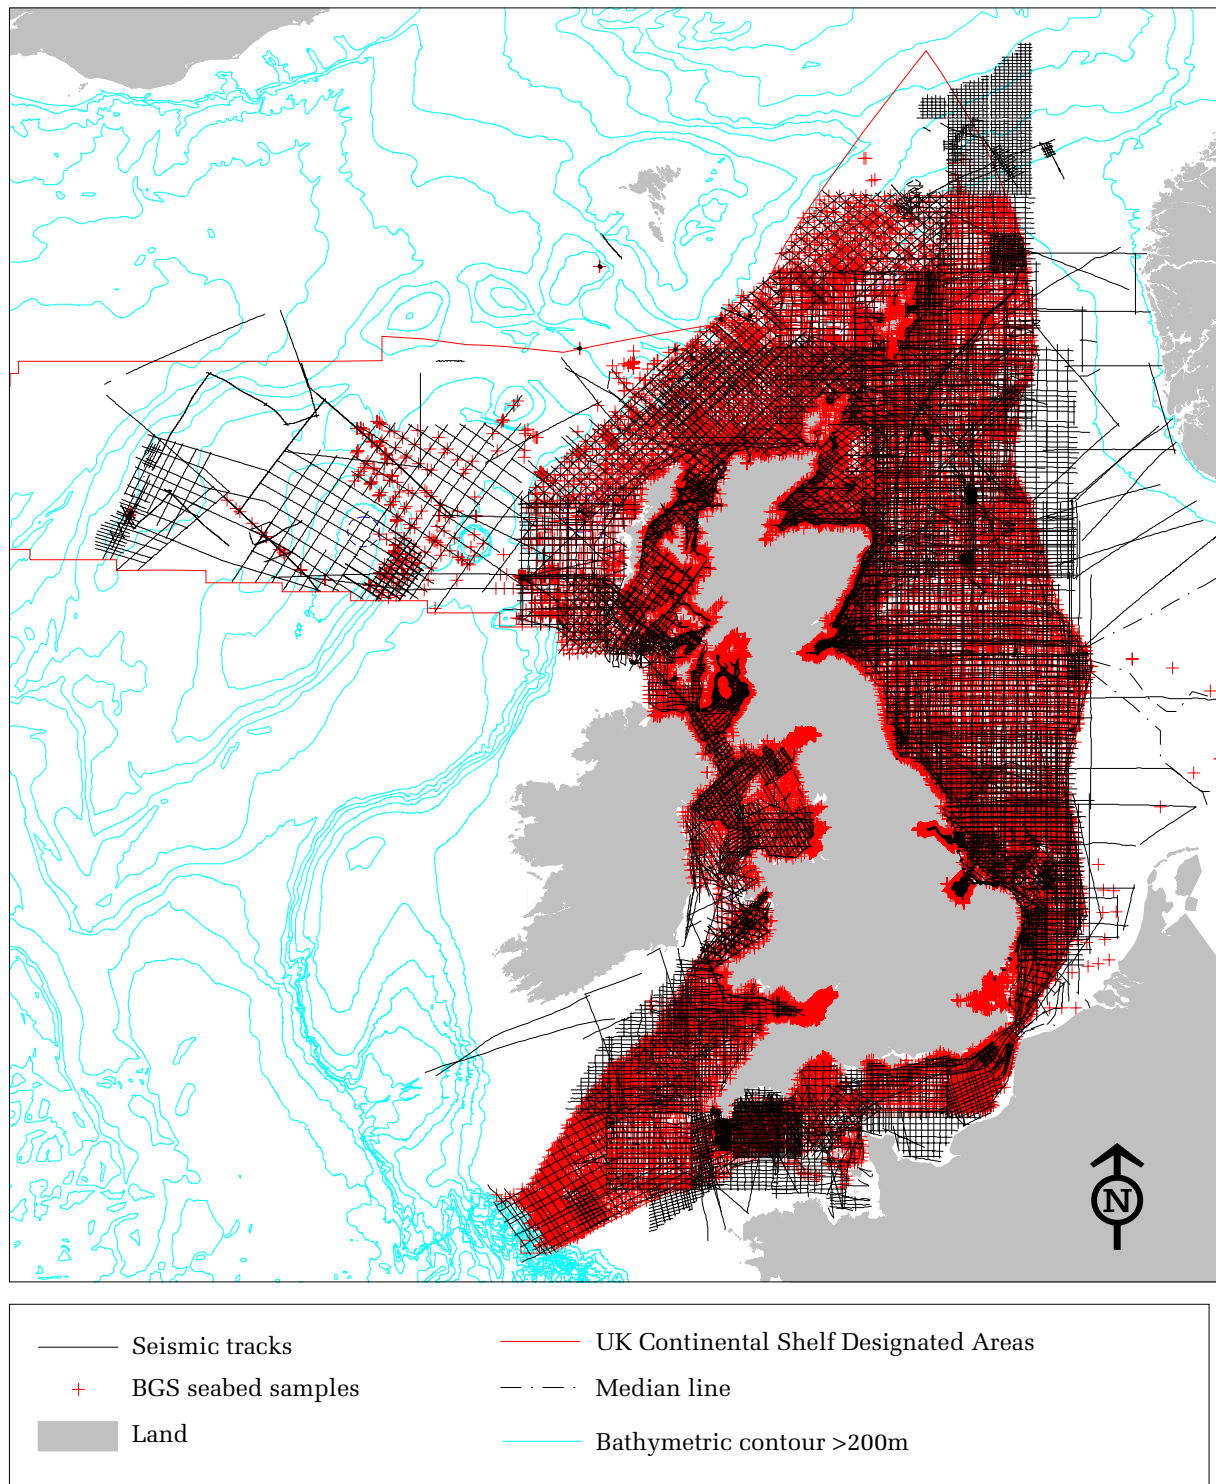 N
Seismic tracks
BGS seabed samples
Land
UK Continental Shelf Designated Areas
Median line
Bathymetric contour >200m